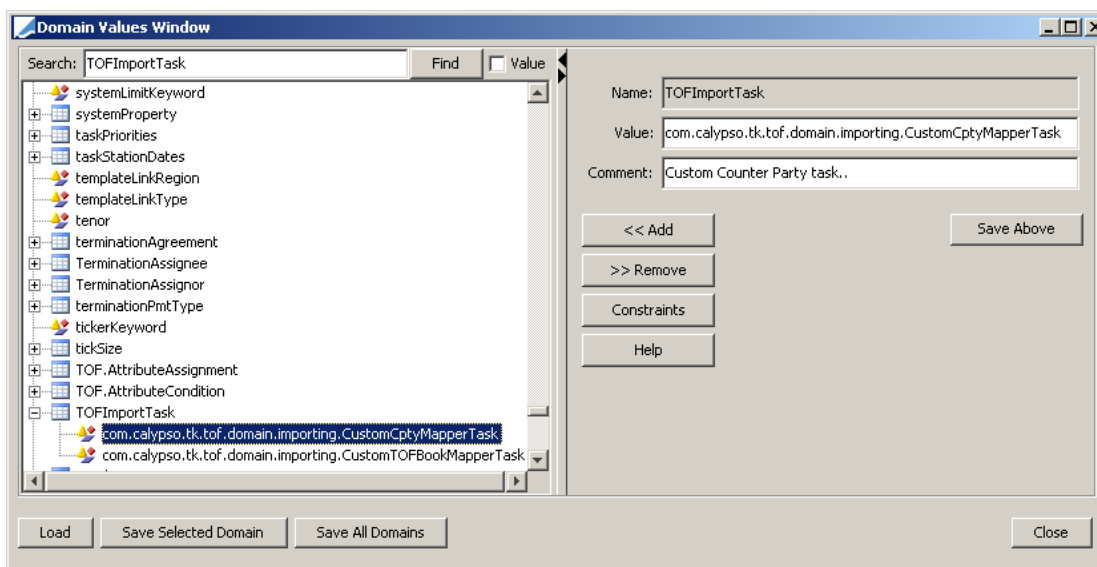 Domain Values Window
Search: TOFImportTask Find Value
systemLimitKeyword
systemProperty
taskPriorities
taskStationDates
templateLinkRegion
templateLinkType
tenor
terminationAgreement
TerminationAssignee
TerminationAssignor
terminationPmtType
tickerKeyword
tickSize
TOF.AttributeAssignment
TOF.AttributeCondition
TOFImportTask
com.calypso.tk.tof.domain.importing.CustomCptyMapperTask
com.calypso.tk.tof.domain.importing.CustomTOFBookMapperTask
Name: TOFImportTask
Value: com.calypso.tk.tof.domain.importing.CustomCptyMapperTask
Comment: Custom Counter Party task..
<< Add Save Above
>> Remove
Constraints
Help
Load Save Selected Domain Save All Domains Close